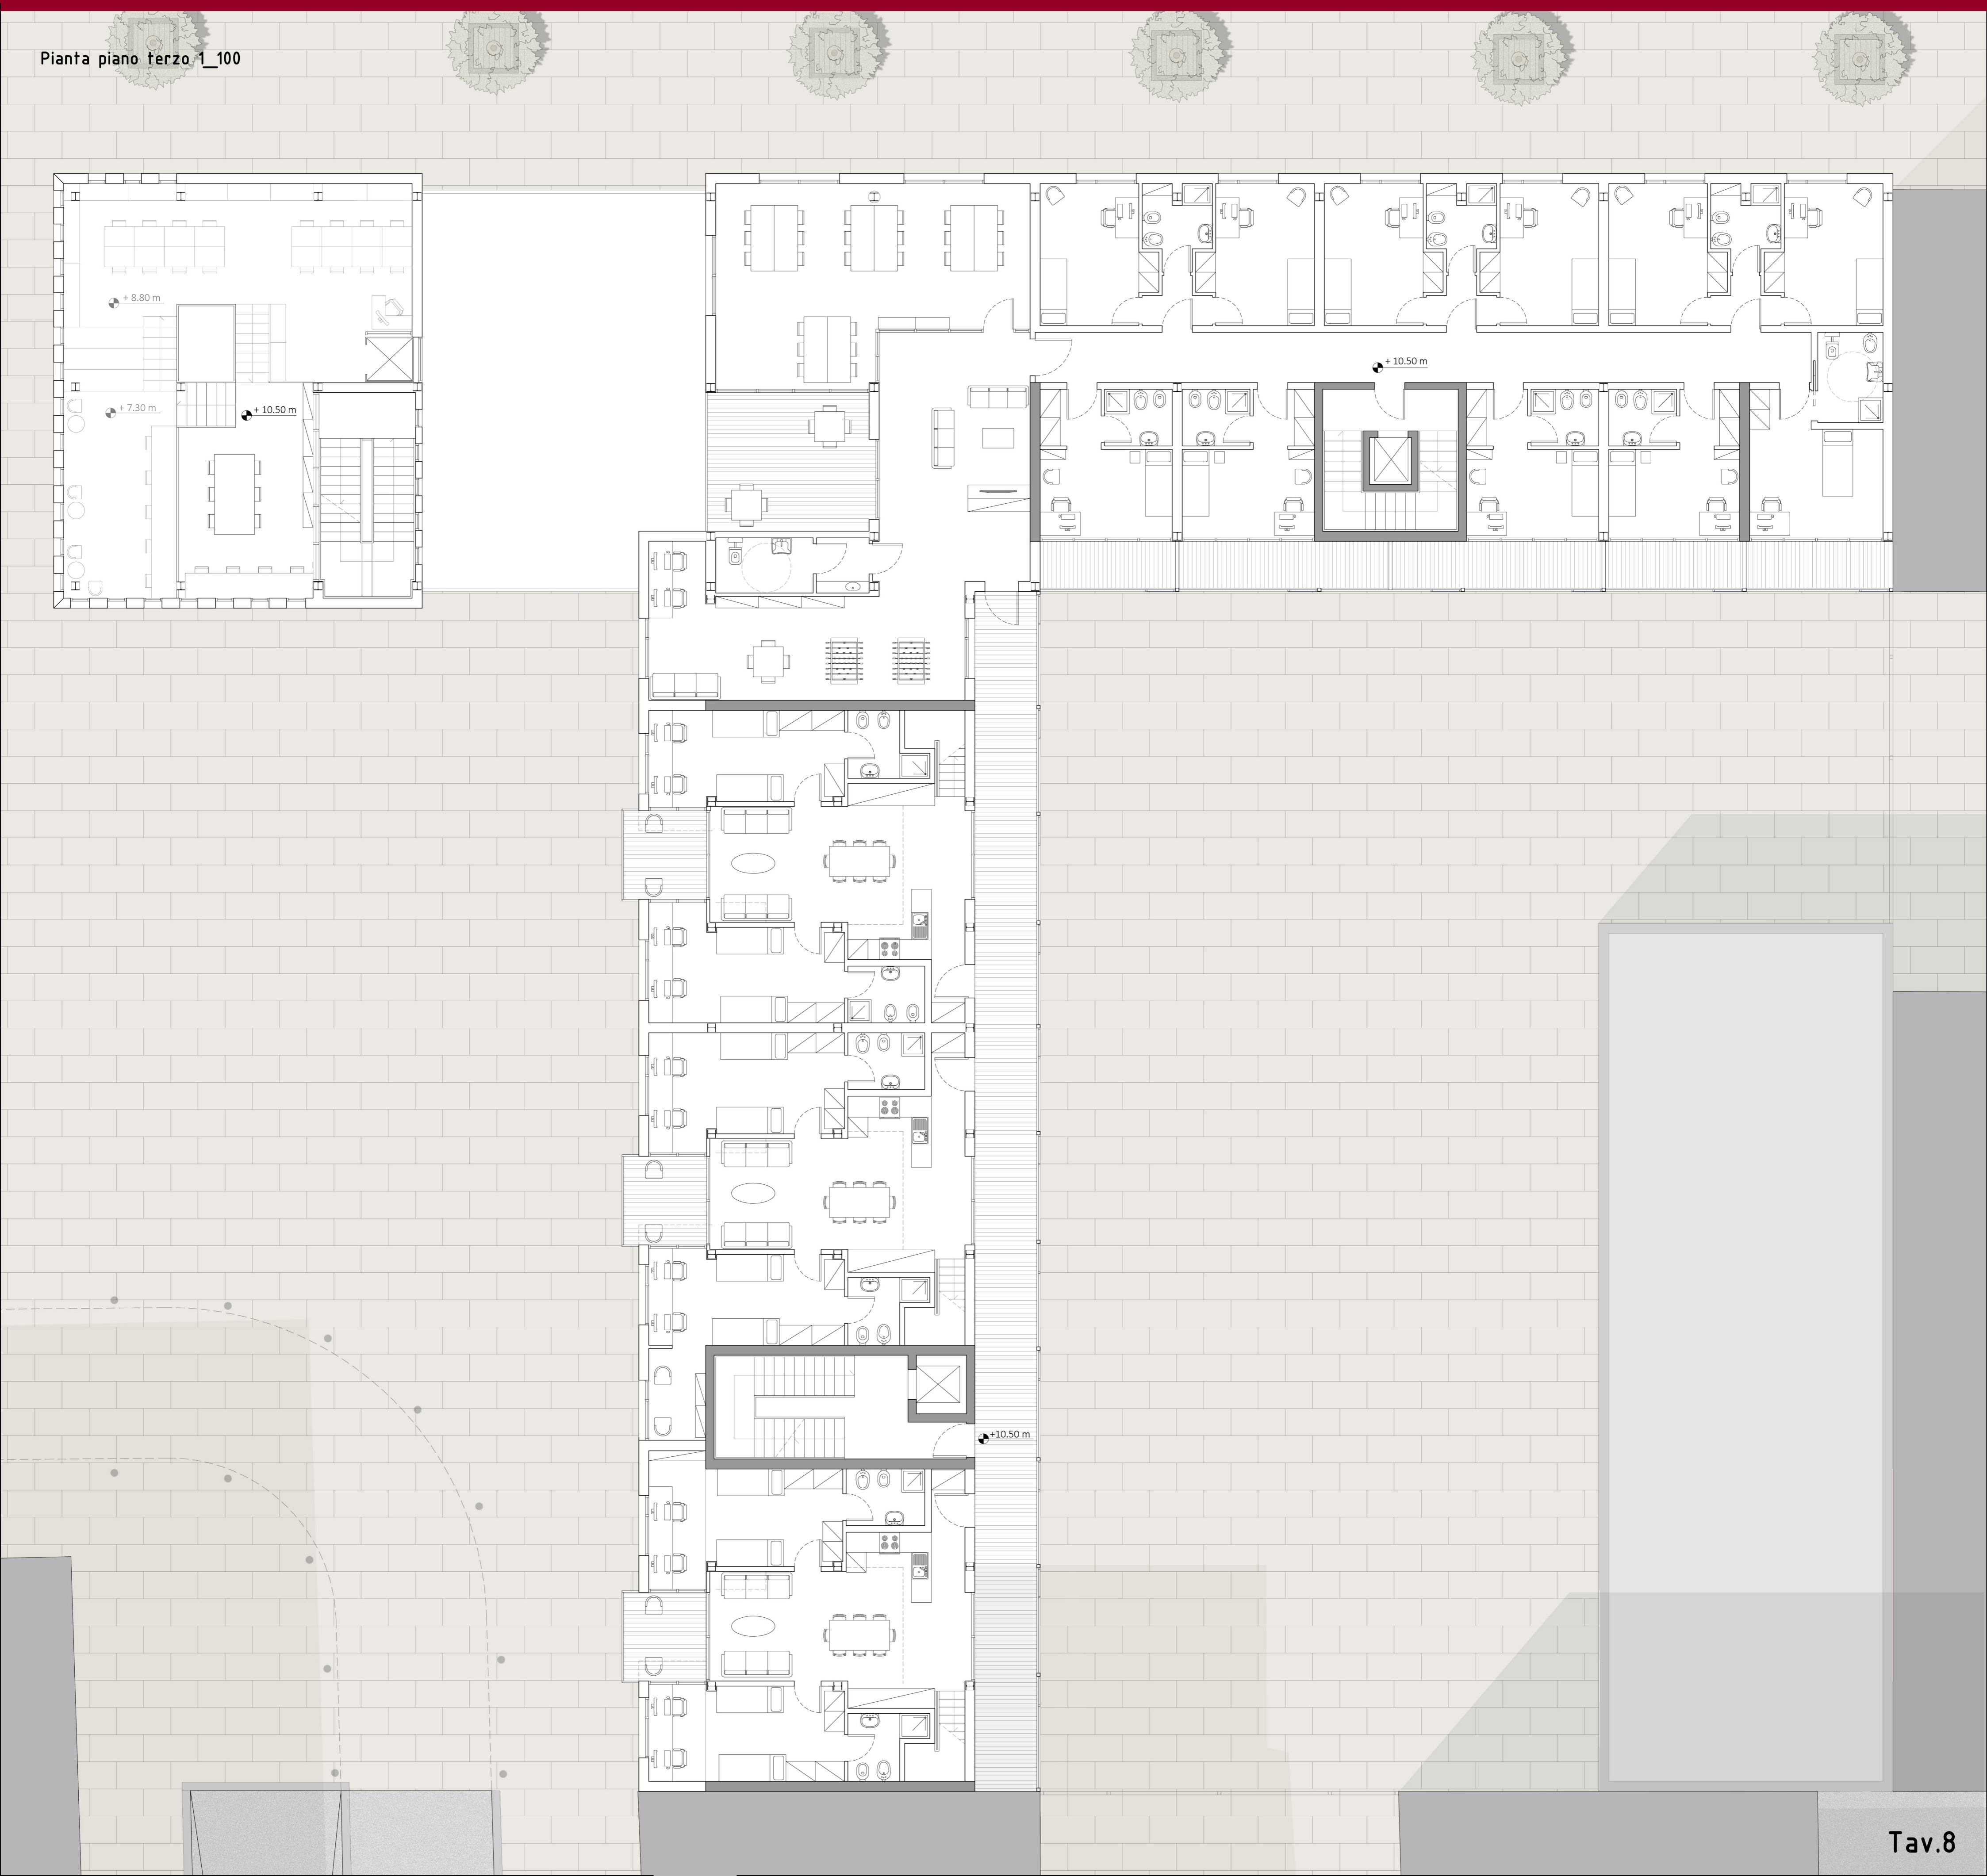 Pianta piano terzo 1_100
+ 8.80 m
+ 10.50 m
+ 7.30 m
+ 10.50 m
+10.50 m
Tav.8